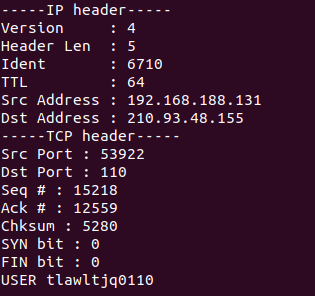 -----IP header-----
Version     : 4
Header Len  : 5
Ident       : 6710
TTL         : 64
Src Address : 192.168.188.131
Dst Address : 210.93.48.155
-----TCP header-----
Src Port : 53922
Dst Port : 110
Seq # : 15218
Ack # : 12559
Chksum : 5280
SYN bit : 0
FIN bit : 0
USER tlawltjq0110